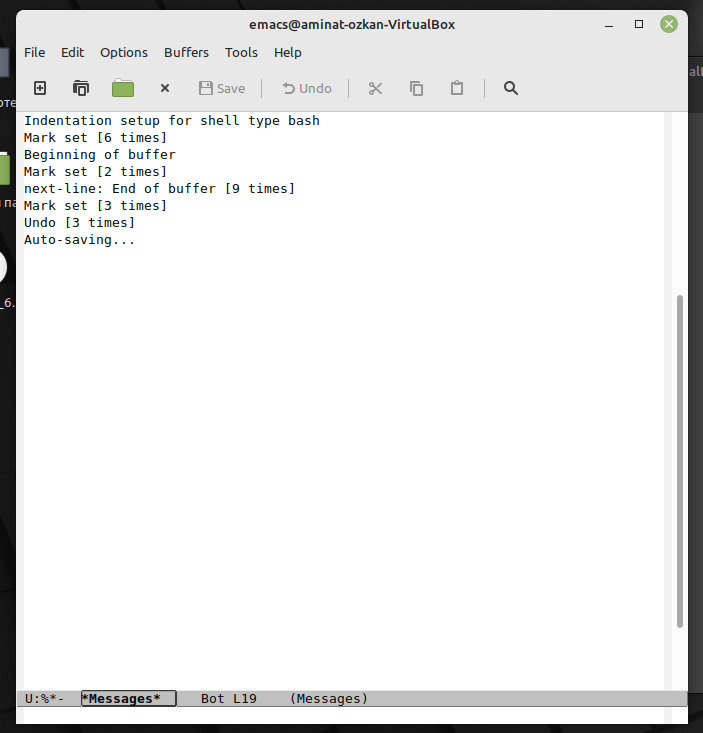 emacs@aminat-ozkan-VirtualBox
File Edit Options Buffers Tools Help
Save Undo
Indentation setup for shell type bash
Mark set [6 times]
Beginning of buffer
Mark set [2 times]
next-line: End of buffer [9 times]
Mark set [3 times]
Undo [3 times]
Auto-saving...
U:%*- *Messages* Bot L19 (Messages)